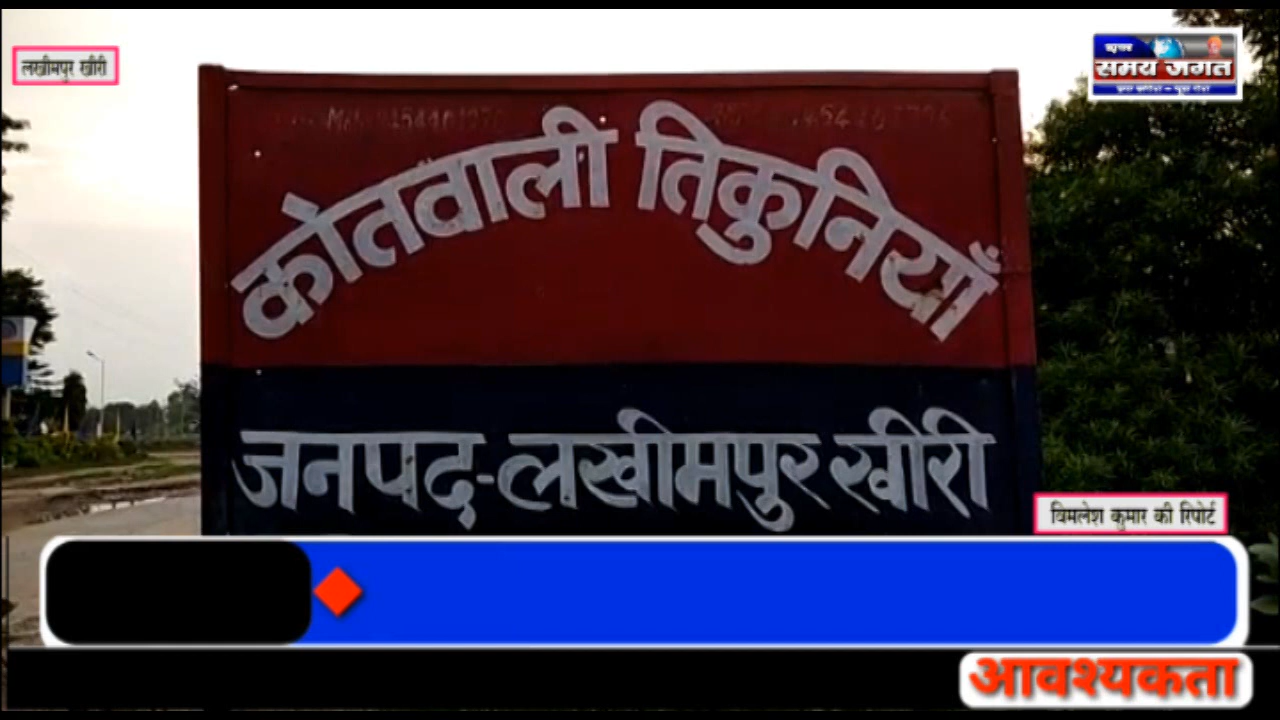 लखीमपुर खीरी
समय जगत
कोतवाली तिकुनियाँ
जनपद-लखीमपुर खीरी
विमलेश कुमार की रिपोर्ट
आवश्यकता